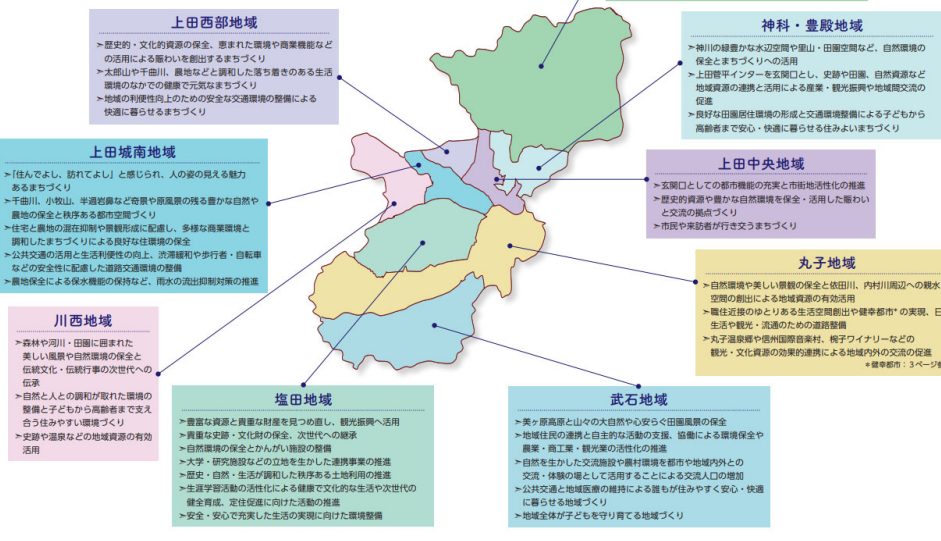 上田西部地域
➣歴史的・文化的資源の保全、恵まれた環境や商業機能など
の活用による賑わいを創出するまちづくり
➣太郎山や千曲川、農地などと調和した落ち着きのある生活
環境のなかでの健康で元気なまちづくり
➣地域の利便性向上のための安全な交通環境の整備による
快適に暮らせるまちづくり
神科・豊殿地域
➣神川の緑豊かな水辺空間や里山・田園空間など、自然環境の
保全とまちづくりへの活用
➣上田菅平インターを玄関口とし、史跡や田園、自然資源など
地域資源の連携と活用による産業・観光振興や地域間交流の
促進
➣良好な田園居住環境の形成と交通環境整備による子どもから
高齢者まで安心・快適に暮らせる住みよいまちづくり
上田城南地域
➣「住んでよし、訪れてよし」と感じられ、人の姿の見える魅力
あるまちづくり
➣千曲川、小牧山、半過岩鼻など奇景や原風景の残る豊かな自然や
農地の保全と秩序ある都市空間づくり
➣住宅と農地の混在抑制や景観形成に配慮し、多様な商業環境と
調和したまちづくりによる良好な住環境の保全
➣公共交通の活用と生活利便性の向上、渋滞緩和や歩行者・自転車
などの安全性に配慮した道路交通環境の整備
➣農地保全による保水機能の保持など、雨水の流出抑制対策の推進
上田中央地域
➣玄関口としての都市機能の充実と市街地活性化の推進
➣歴史的資源や豊かな自然環境を保全・活用した賑わい
と交流の拠点づくり
➣市民や来訪者が行き交うまちづくり
丸子地域
➣自然環境や美しい景観の保全と依田川、内村川周辺への親水
空間の創出による地域資源の有効活用
➣職住近接のゆとりある生活空間創出や健幸都市*の実現、日
生活や観光・流通のための道路整備
➣丸子温泉郷や信州国際音楽村、椀子ワイナリーなどの
観光・文化資源の効果的連携による地域内外の交流の促進
*健幸都市：3ページ
川西地域
➣森林や河川・田園に囲まれた
美しい風景や自然環境の保全と
伝統文化・伝統行事の次世代への
伝承
➣自然と人との調和が取れた環境の
整備と子どもから高齢者まで支え
合う住みやすい環境づくり
➣史跡や温泉などの地域資源の有効
活用
塩田地域
➣豊富な資源と貴重な財産を見つめ直し、観光振興へ活用
➣貴重な史跡・文化財の保全、次世代への継承
➣自然環境の保全とかんがい施設の整備
➣大学・研究施設などの立地を生かした連携事業の推進
➣歴史・自然・生活が調和した秩序ある土地利用の推進
➣生涯学習活動の活性化による健康で文化的な生活や次世代の
健全育成、定住促進に向けた活動の推進
➣安全・安心で充実した生活の実現に向けた環境整備
武石地域
➣美ヶ原高原と山々の大自然や心安らぐ田園風景の保全
➣地域住民の連携と自主的な活動の支援、協働による環境保全や
農業・商工業・観光業の活性化の推進
➣自然を生かした交流施設や農村環境を都市や地域内外との
交流・体験の場として活用することによる交流人口の増加
➣公共交通と地域医療の維持による誰もが住みやすく安心・快適
に暮らせる地域づくり
➣地域全体が子どもを守り育てる地域づくり